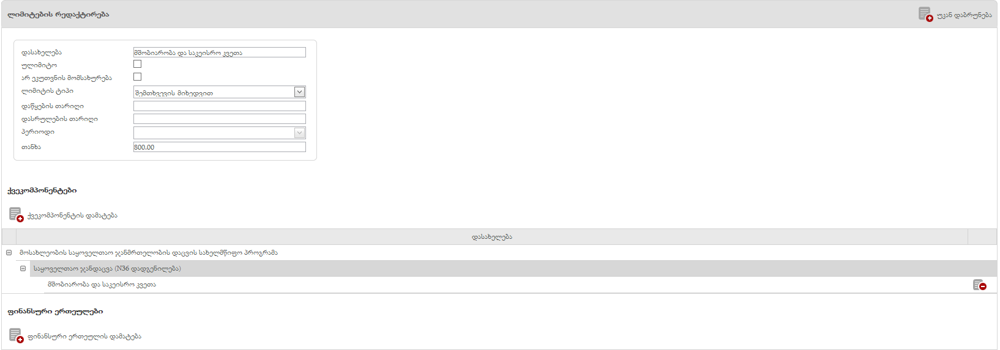 ლიმიტების რედაქტირება
უკან დაბრუნება
დასახელება მშობიარობა და საკეისრო კვეთა
ულიმიტო
არ ეკუთვნის მომსახურება
ლიმიტის ტიპი შემთხვევის მიხედვით
დაწყების თარიღი
დასრულების თარიღი
პერიოდი
თანხა 800.00
ქვეკომპონენტები
ქვეკომპონენტის დამატება
დასახელება
მოსახლეობის საყოველთაო ჯანმრთელობის დაცვის სახელმწიფო პროგრამა
საყოველთაო ჯანდაცვა (N36 დადგენილება)
მშობიარობა და საკეისრო კვეთა
ფინანსური ერთეულები
ფინანსური ერთეულის დამატება